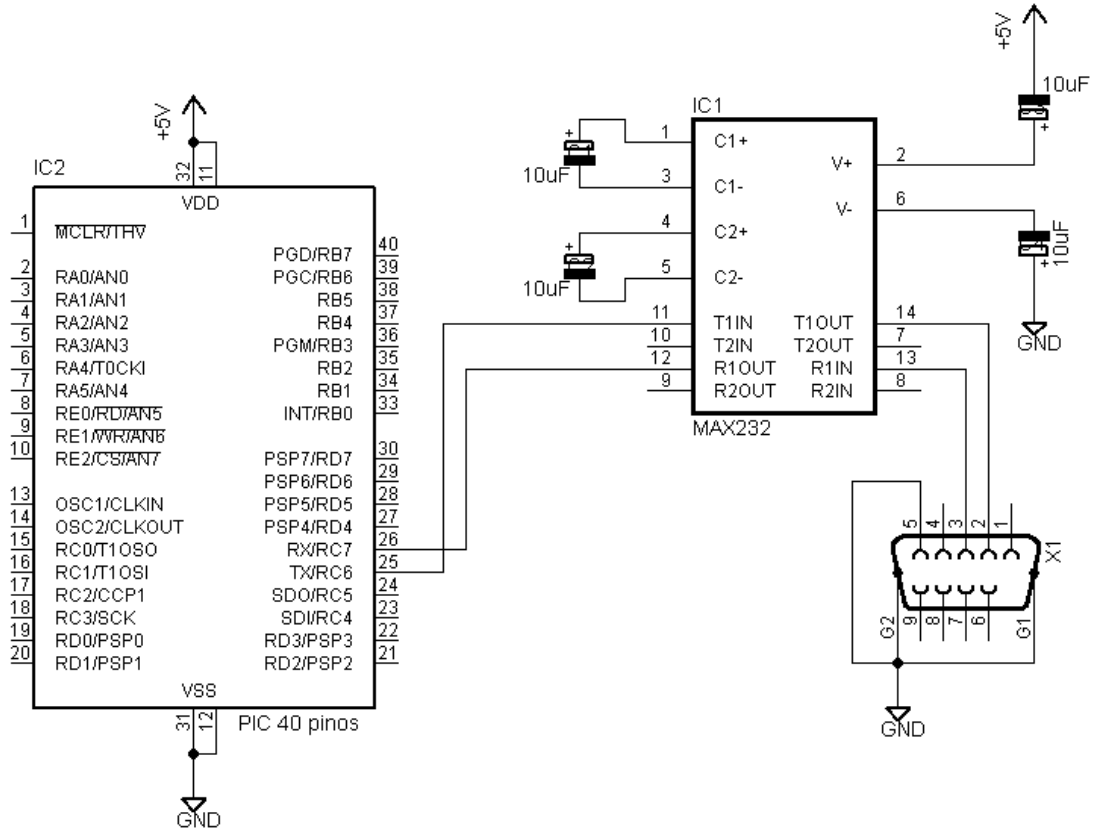 +5V
IC2
32
11
VDD
1
MCLR/THV
2
RA0/AN0
3
RA1/AN1
4
RA2/AN2
5
RA3/AN3
6
RA4/T0CKI
7
RA5/AN4
8
RE0/RD/AN5
9
RE1/WR/AN6
10
RE2/CS/AN7
13
OSC1/CLKIN
14
OSC2/CLKOUT
15
RC0/T1OSO
16
RC1/T1OSI
17
RC2/CCP1
18
RC3/SCK
19
RD0/PSP0
20
RD1/PSP1
PGD/RB7
40
PGC/RB6
39
RB5
38
RB4
37
PGM/RB3
36
RB2
35
RB1
34
INT/RB0
33
PSP7/RD7
30
PSP6/RD6
29
PSP5/RD5
28
PSP4/RD4
27
RX/RC7
26
TX/RC6
25
SDO/RC5
24
SDI/RC4
23
RD3/PSP3
22
RD2/PSP2
21
VSS
31
12
PIC 40 pinos
GND
IC1
+
10uF
+
10uF
1
C1+
3
C1-
4
C2+
5
C2-
11
T1IN
10
T2IN
12
R1OUT
9
R2OUT
V+
2
V-
6
T1OUT
14
T2OUT
7
R1IN
13
R2IN
8
MAX232
+5V
10uF
+
10uF
+
GND
5
4
3
2
1
X1
G2
9
8
7
6
G1
GND